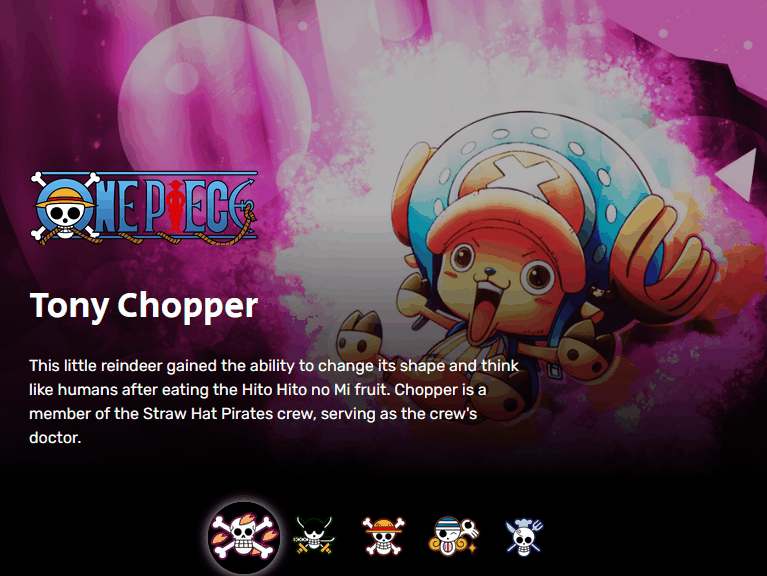 ONE PIECE
Tony Chopper
This little reindeer gained the ability to change its shape and think
like humans after eating the Hito Hito no Mi fruit. Chopper is a
member of the Straw Hat Pirates crew, serving as the crew's
doctor.